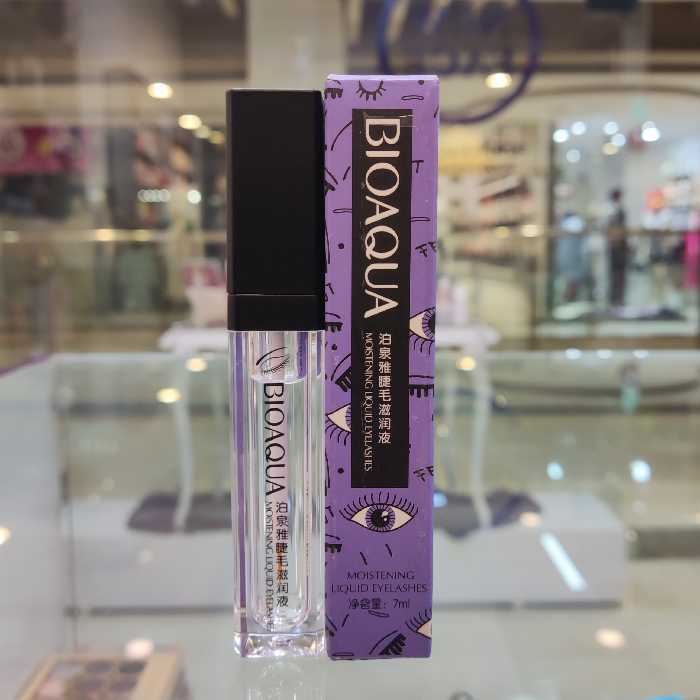 BIOAQUA
泊泉雅睫毛滋润液
MOISTENING LIQUID EYELASHES
BIOAQUA
泊泉雅睫毛滋润液
MOISTENING LIQUID EYELASHES
MOISTENING
LIQUID EYELASHES
净含量：7ml